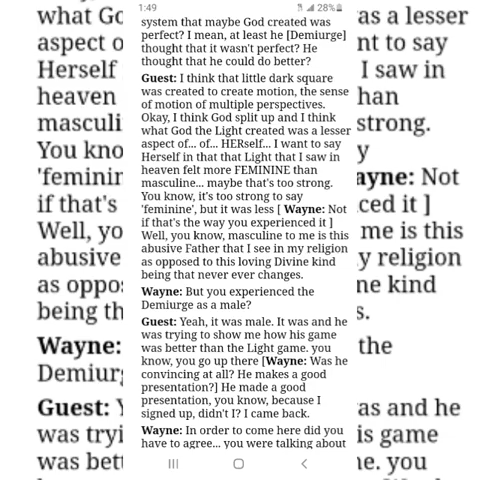 1:49
28%
system that maybe God created was
perfect? I mean, at least he [Demiurge]
thought that it wasn't perfect? He
thought that he could do better?
Guest: I think that little dark square
was created to create motion, the sense
of motion of multiple perspectives.
Okay, I think God split up and I think
what God the Light created was a lesser
aspect of... of... HERself... I want to say
Herself in that that Light that I saw in
heaven felt more FEMININE than
masculine... maybe that's too strong.
You know, it's too strong to say
'feminine', but it was less [ Wayne: Not
if that's the way you experienced it ]
Well, you know, masculine to me is this
abusive Father that I see in my religion
as opposed to this loving Divine kind
being that never ever changes.
Wayne: But you experienced the
Demiurge as a male?
Guest: Yeah, it was male. It was and he
was trying to show me how his game
was better than the Light game. you
know, you go up there [Wayne: Was he
convincing at all? He makes a good
presentation?] He made a good
presentation, you know, because I
signed up, didn't I? I came back.
Wayne: In order to come here did you
have to agree... you were talking about